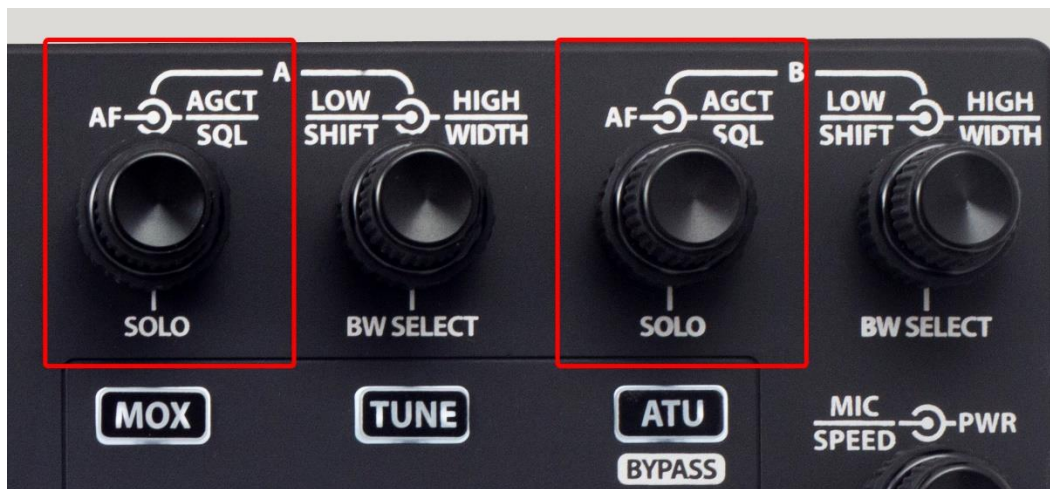 A
AF AGCT
SQL
LOW HIGH
SHIFT WIDTH
B
AF AGCT
SQL
LOW HIGH
SHIFT WIDTH
SOLO
BW SELECT
SOLO
BW SELECT
MOX
TUNE
ATU
BYPASS
MIC
SPEED
PWR